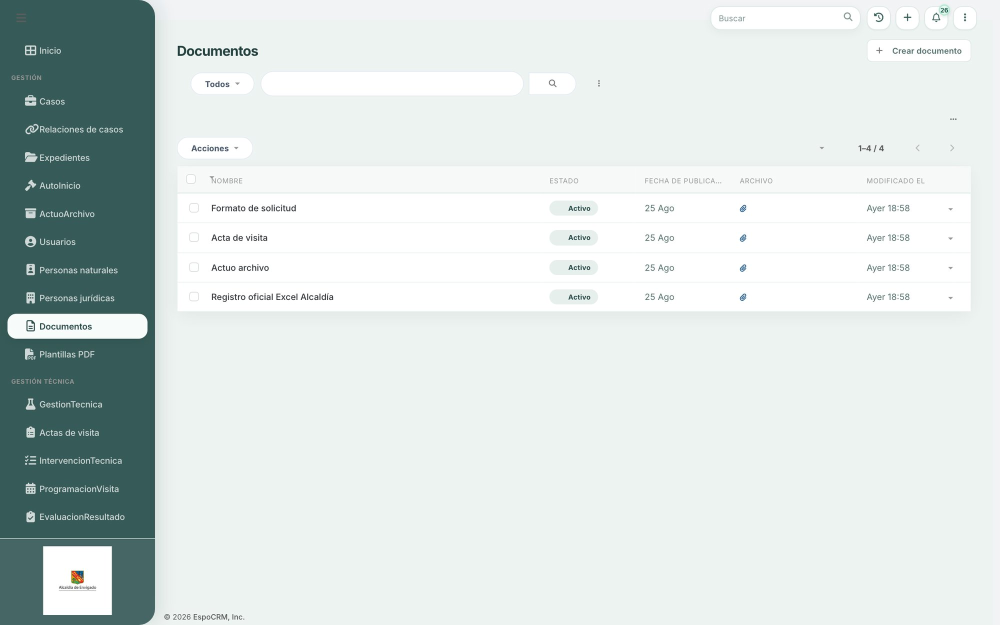 Buscar
26
Inicio
Documentos
Crear documento
GESTIÓN
Todos
Casos
Relaciones de casos
Expedientes
Acciones
1–4 / 4
AutoInicio
NOMBRE
ESTADO
FECHA DE PUBLICA...
ARCHIVO
MODIFICADO EL
ActuoArchivo
Formato de solicitud
Activo
25 Ago
Ayer 18:58
Usuarios
Acta de visita
Activo
25 Ago
Ayer 18:58
Personas naturales
Actuo archivo
Activo
25 Ago
Ayer 18:58
Personas jurídicas
Registro oficial Excel Alcaldía
Activo
25 Ago
Ayer 18:58
Documentos
PDF
Plantillas PDF
GESTIÓN TÉCNICA
GestionTecnica
Actas de visita
IntervencionTecnica
ProgramacionVisita
EvaluacionResultado
Alcaldía de Envigado
© 2026 EspoCRM, Inc.